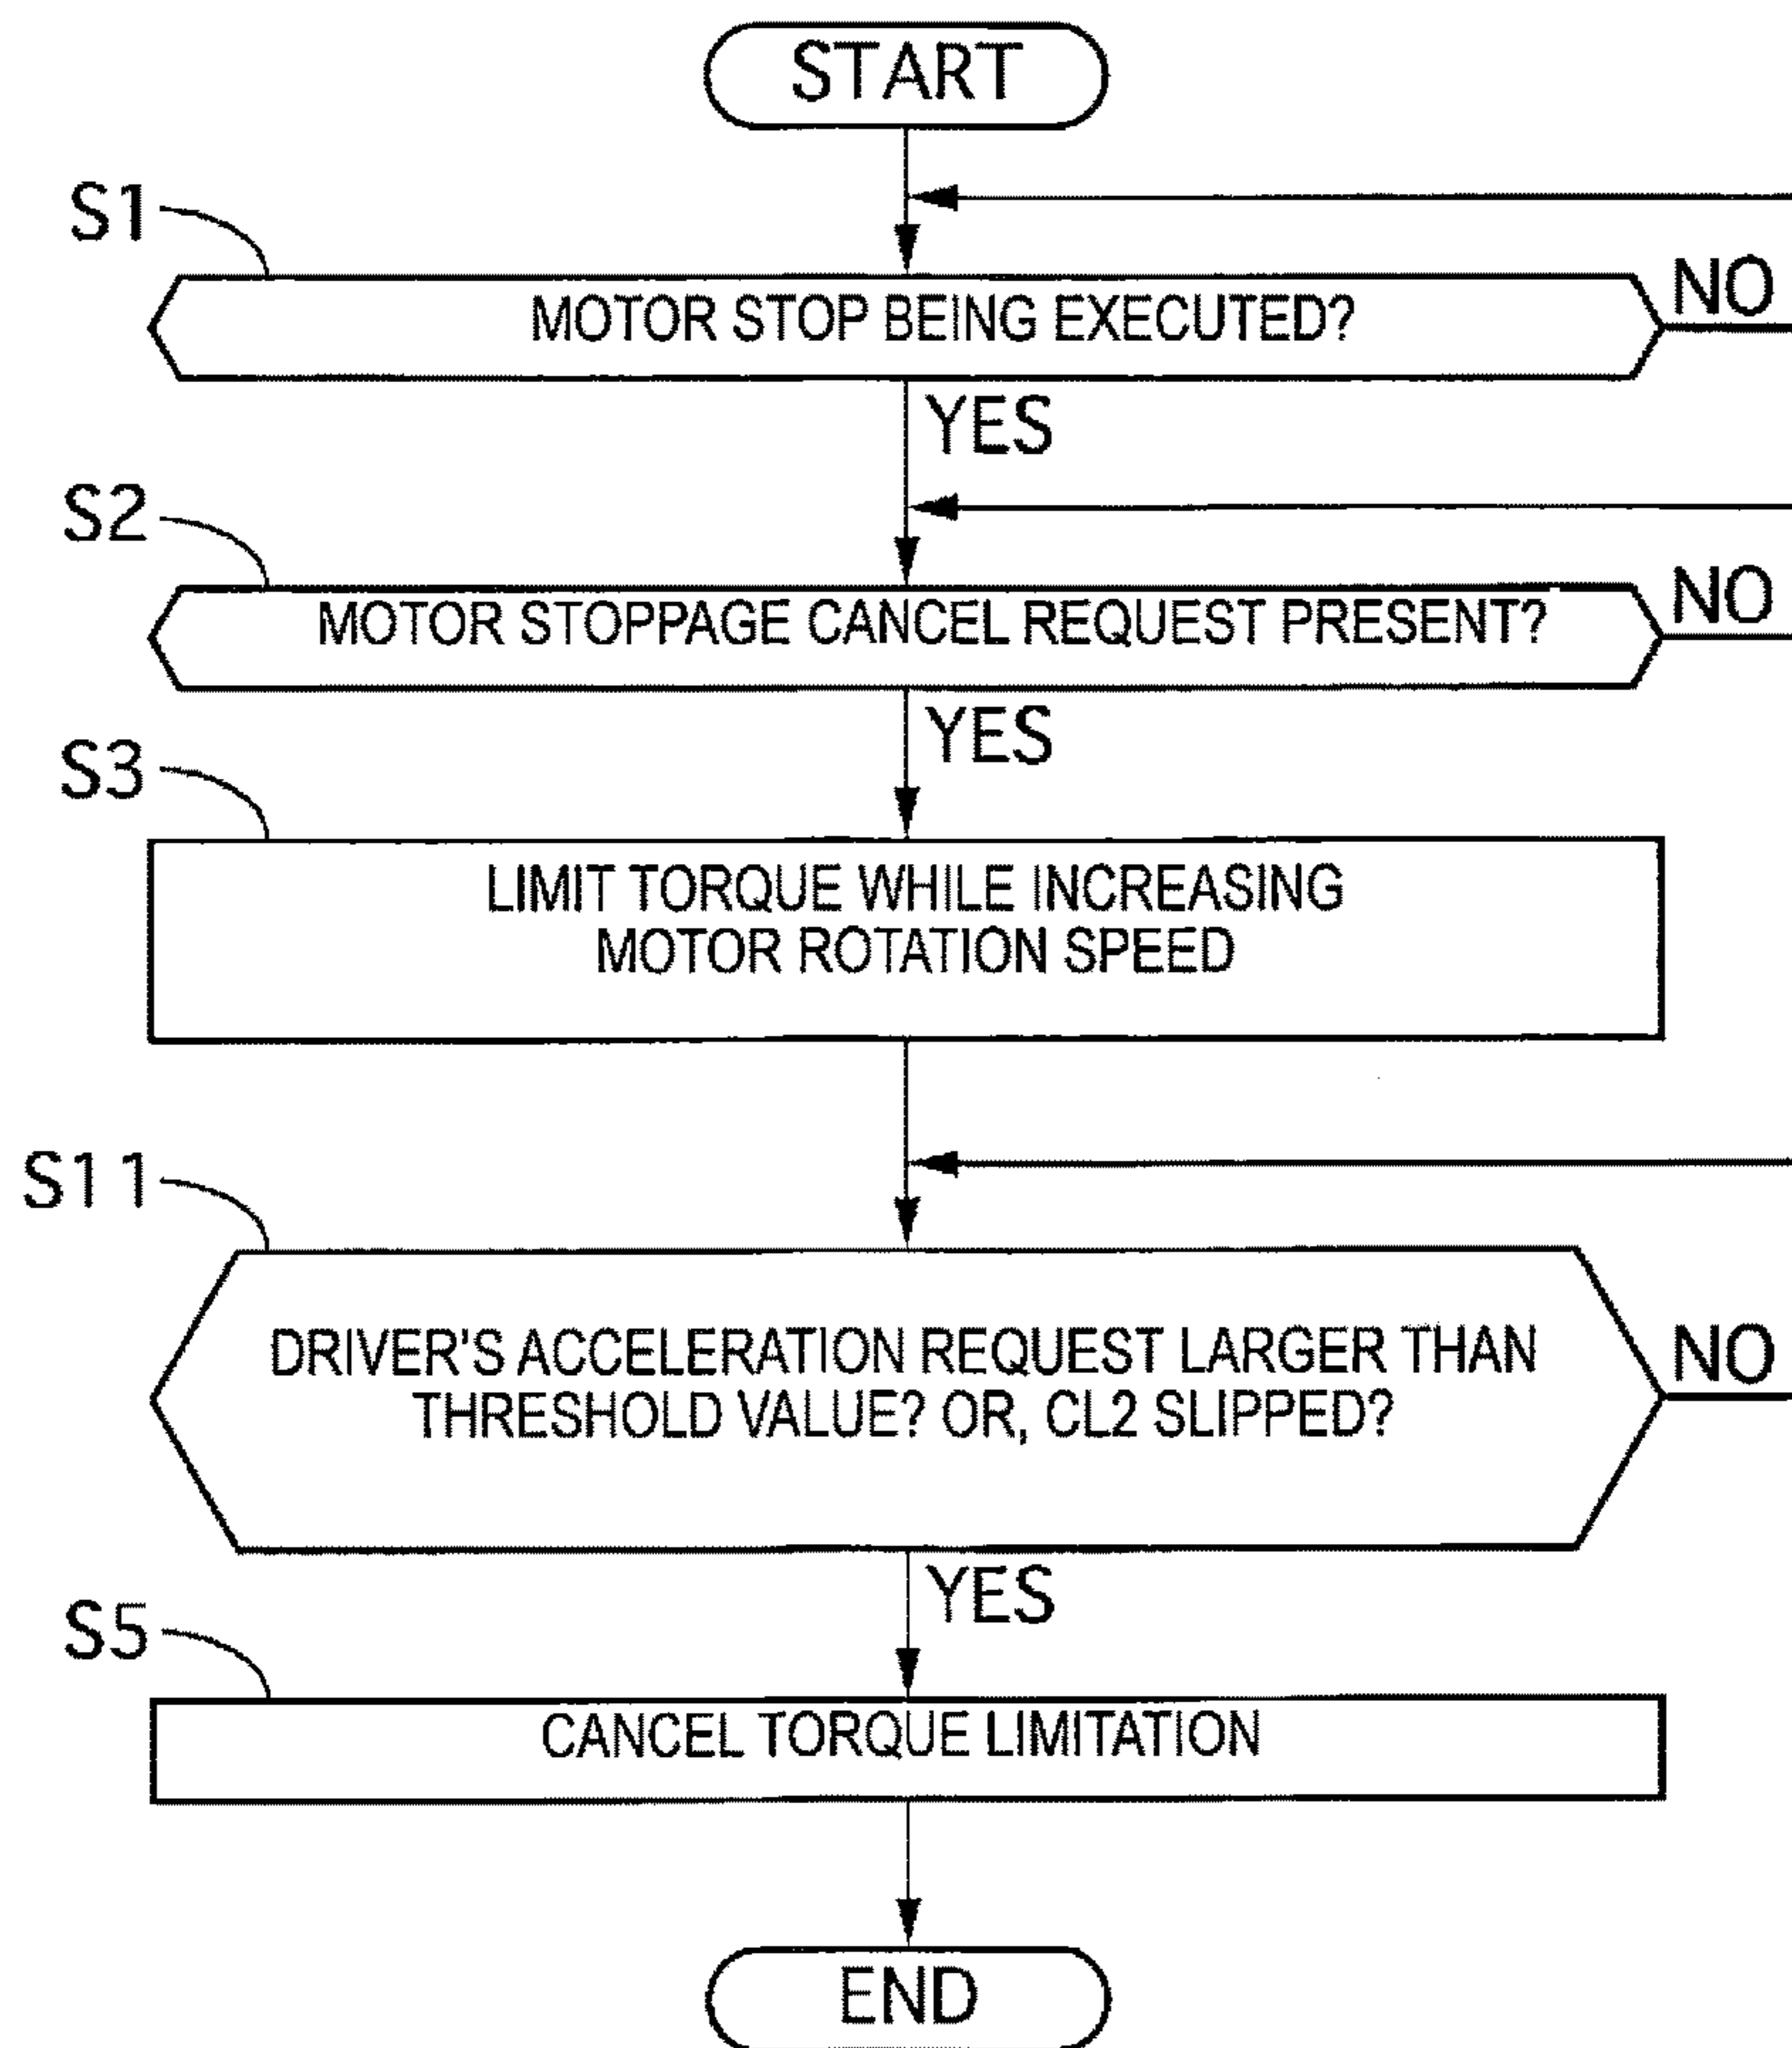 START
S1
MOTOR STOP BEING EXECUTED?
NO
YES
S2
MOTOR STOPPAGE CANCEL REQUEST PRESENT?
NO
YES
S3
LIMIT TORQUE WHILE INCREASING
MOTOR ROTATION SPEED
S11
DRIVER'S ACCELERATION REQUEST LARGER THAN
THRESHOLD VALUE? OR, CL2 SLIPPED?
NO
YES
S5
CANCEL TORQUE LIMITATION
END